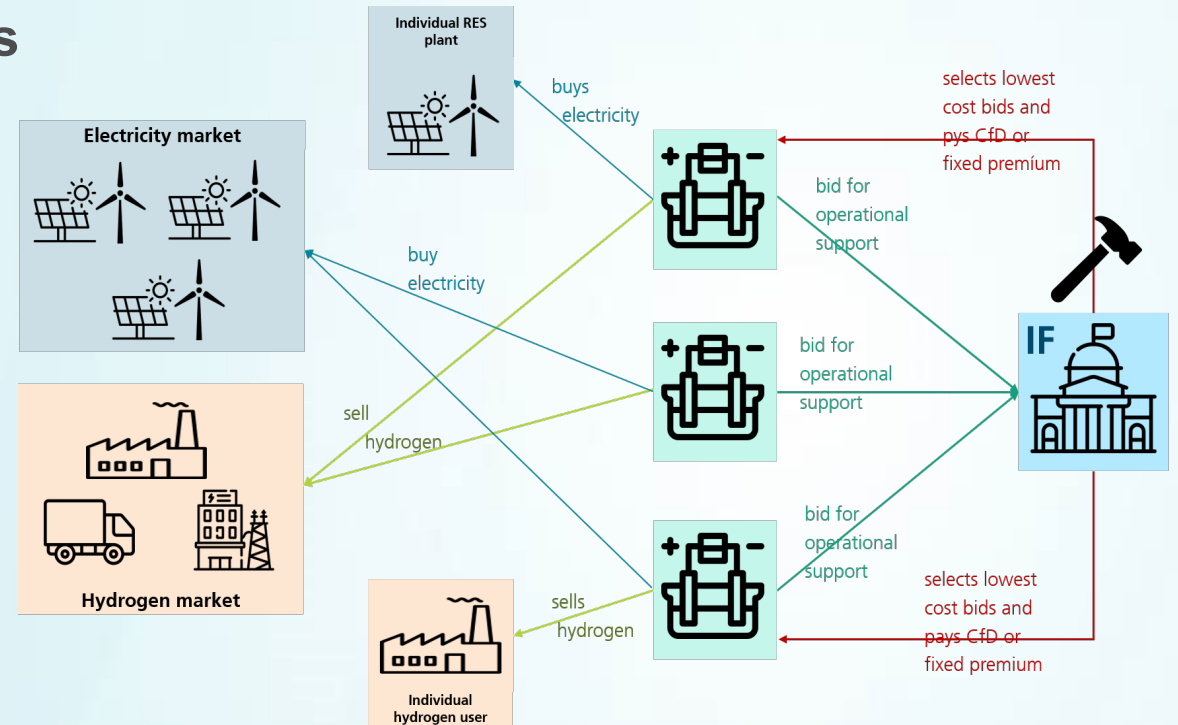 s
Individual RES
plant
Electricity market
buys
electricity
selects lowest
cost bids and
pys CfD or
fixed premíum
bid for
operational
support
buy
electricity
IF
bid for
operational
support
sell
hydrogen
bid for
operational
support
selects lowest
cost bids and
pays CfD or
fixed premium
Hydrogen market
sells
hydrogen
Individual
hydrogen user